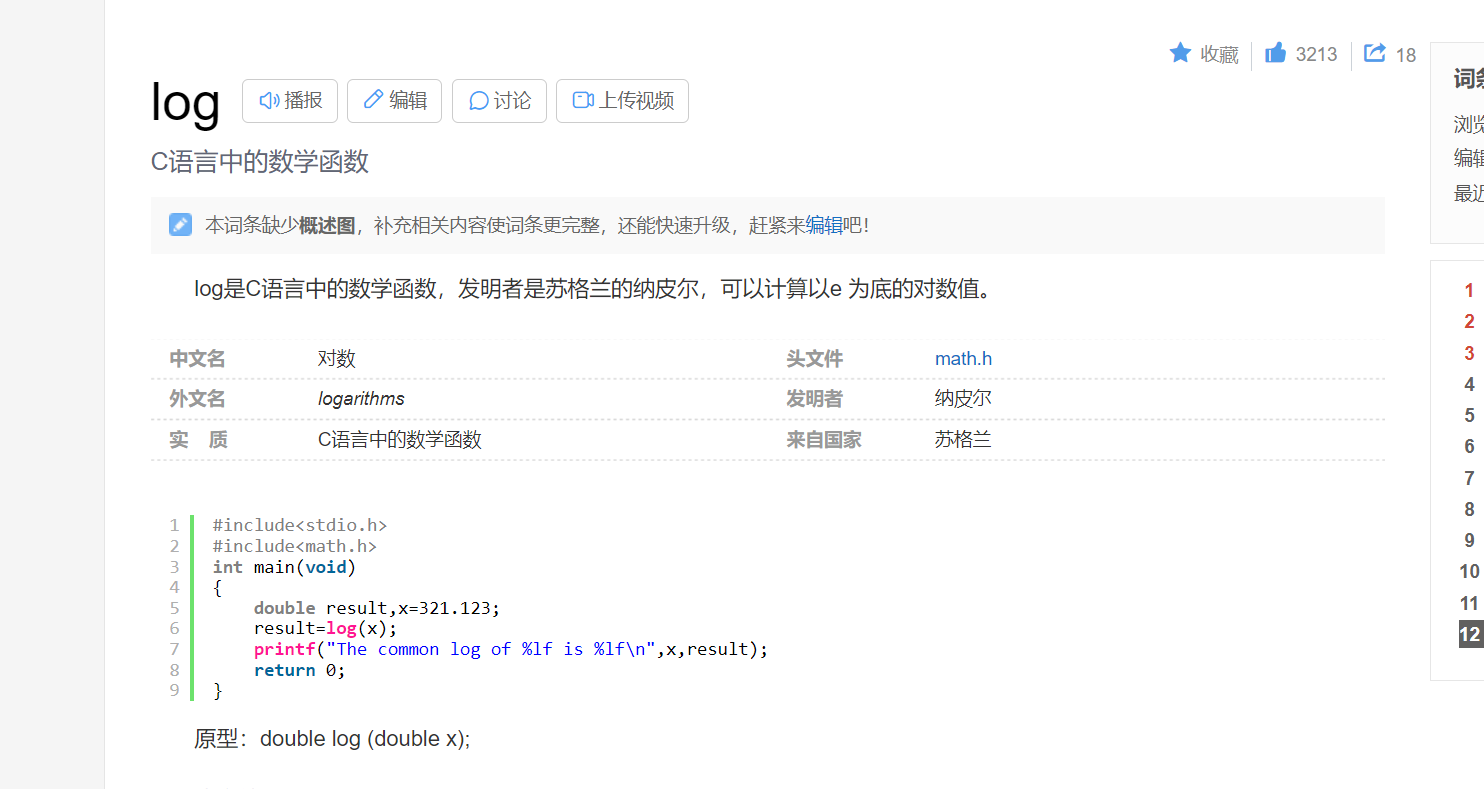 收藏 3213 18
log 播报 编辑 讨论 上传视频
C语言中的数学函数
本词条缺少概述图，补充相关内容使词条更完整，还能快速升级，赶紧来编辑吧！
log是C语言中的数学函数，发明者是苏格兰的纳皮尔，可以计算以e 为底的对数值。
中文名 对数 头文件 math.h
外文名 logarithms 发明者 纳皮尔
实 质 C语言中的数学函数 来自国家 苏格兰
1 #include<stdio.h>
2 #include<math.h>
3 int main(void)
4 {
5 double result,x=321.123;
6 result=log(x);
7 printf("The common log of %lf is %lf\n",x,result);
8 return 0;
9 }
原型：double log (double x);
词条
浏览
编辑
最近
1
2
3
4
5
6
7
8
9
10
11
12